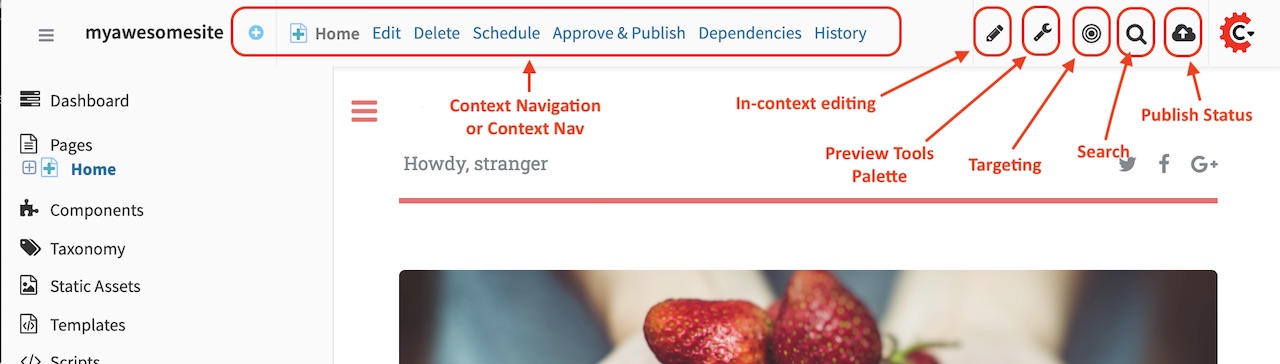 myawesomesite
Home Edit Delete Schedule Approve & Publish Dependencies History
C
Context Navigation
or Context Nav
In-context editing
Preview Tools
Palette
Targeting
Search
Publish Status
Dashboard
Pages
Home
Components
Taxonomy
Static Assets
Templates
Scripts
Howdy, stranger
G+